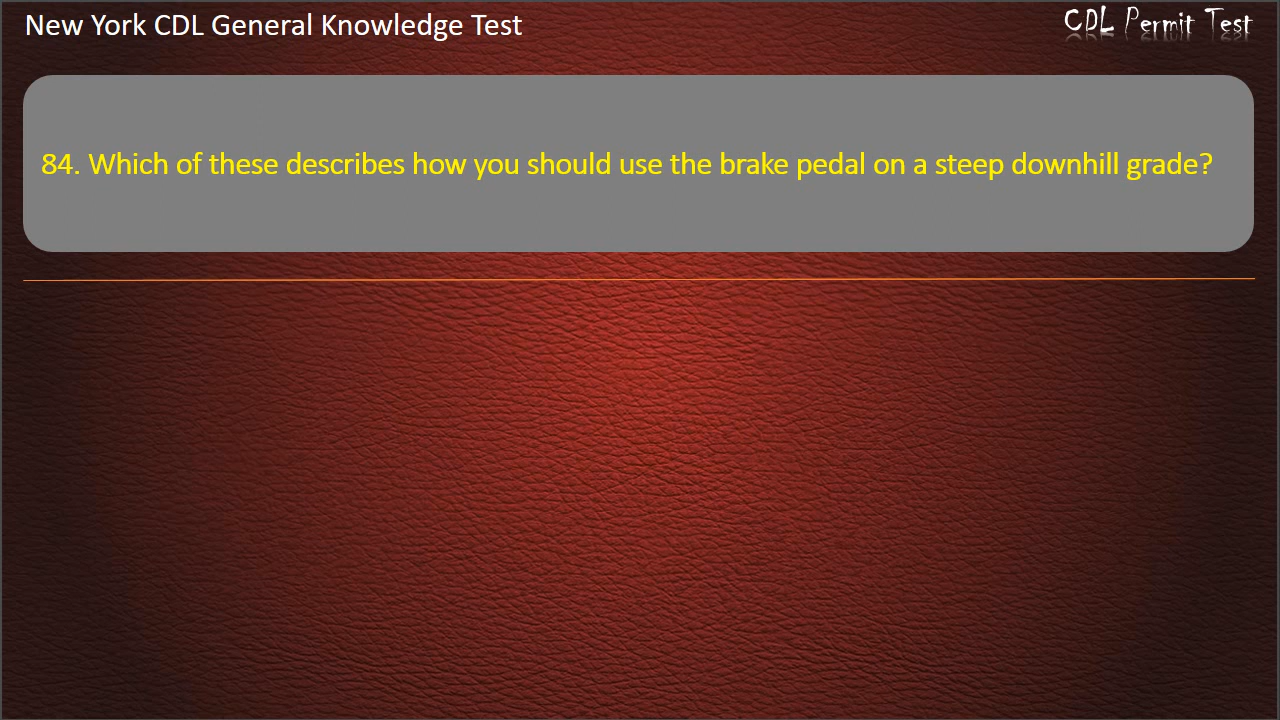 New York CDL General Knowledge Test
CDL Permit Test
84. Which of these describes how you should use the brake pedal on a steep downhill grade?